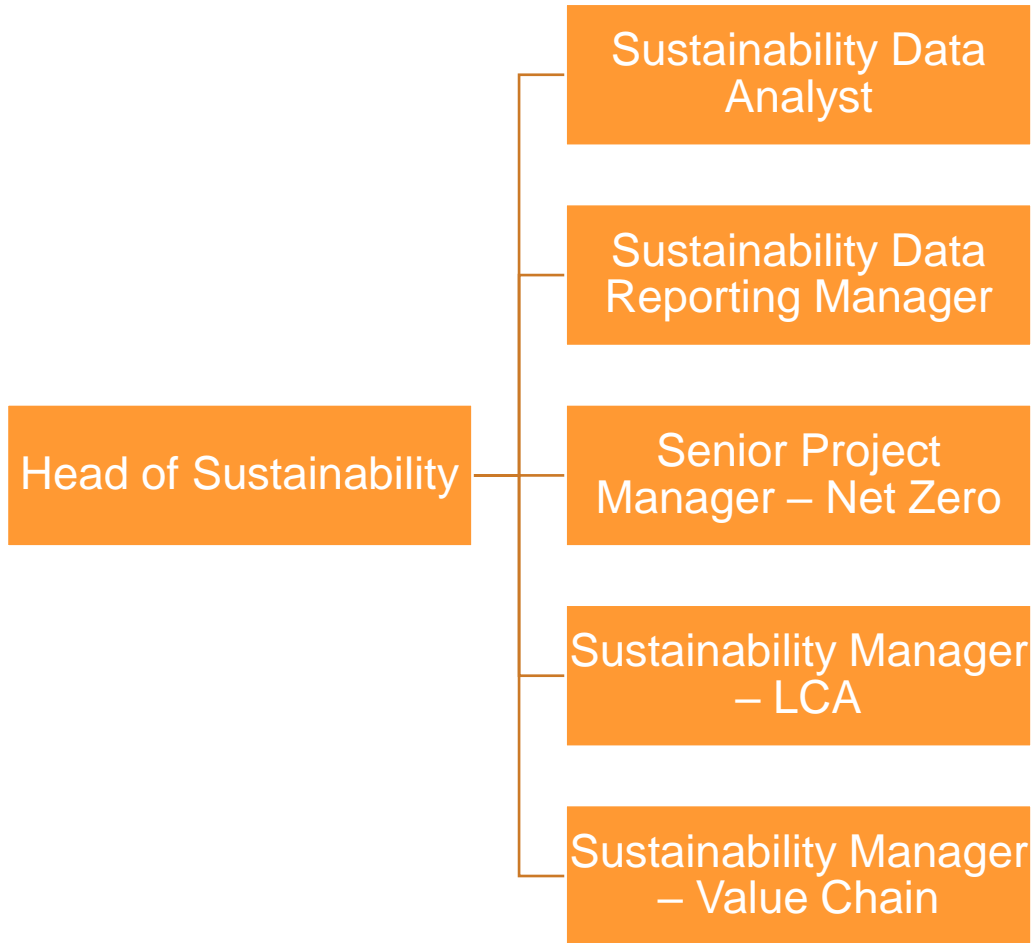 Sustainability Data
Analyst
Sustainability Data
Reporting Manager
Head of Sustainability
Senior Project
Manager – Net Zero
Sustainability Manager
– LCA
Sustainability Manager
– Value Chain